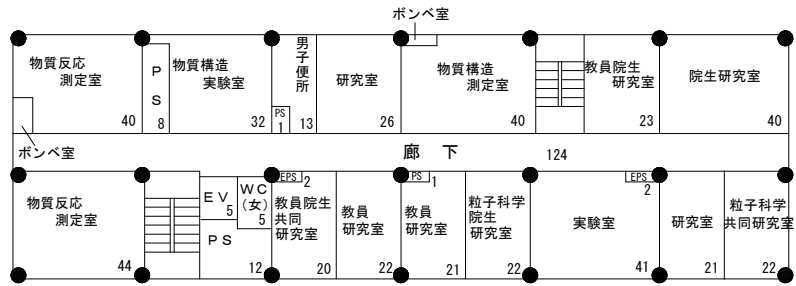 ボンベ室
物質反応
測定室
40
P
S
8
物質構造
実験室
32
男子便所
PS
1
13
研究室
26
物質構造
測定室
40
教員院生
研究室
23
院生研究室
40
ボンベ室
廊 下
124
物質反応
測定室
44
EV
5
WC
(女)
5
PS
12
EPS
2
教員院生
共同
研究室
20
教員
研究室
22
PS
1
教員
研究室
21
粒子科学
院生
研究室
22
EPS
2
実験室
41
研究室
21
粒子科学
共同研究室
22